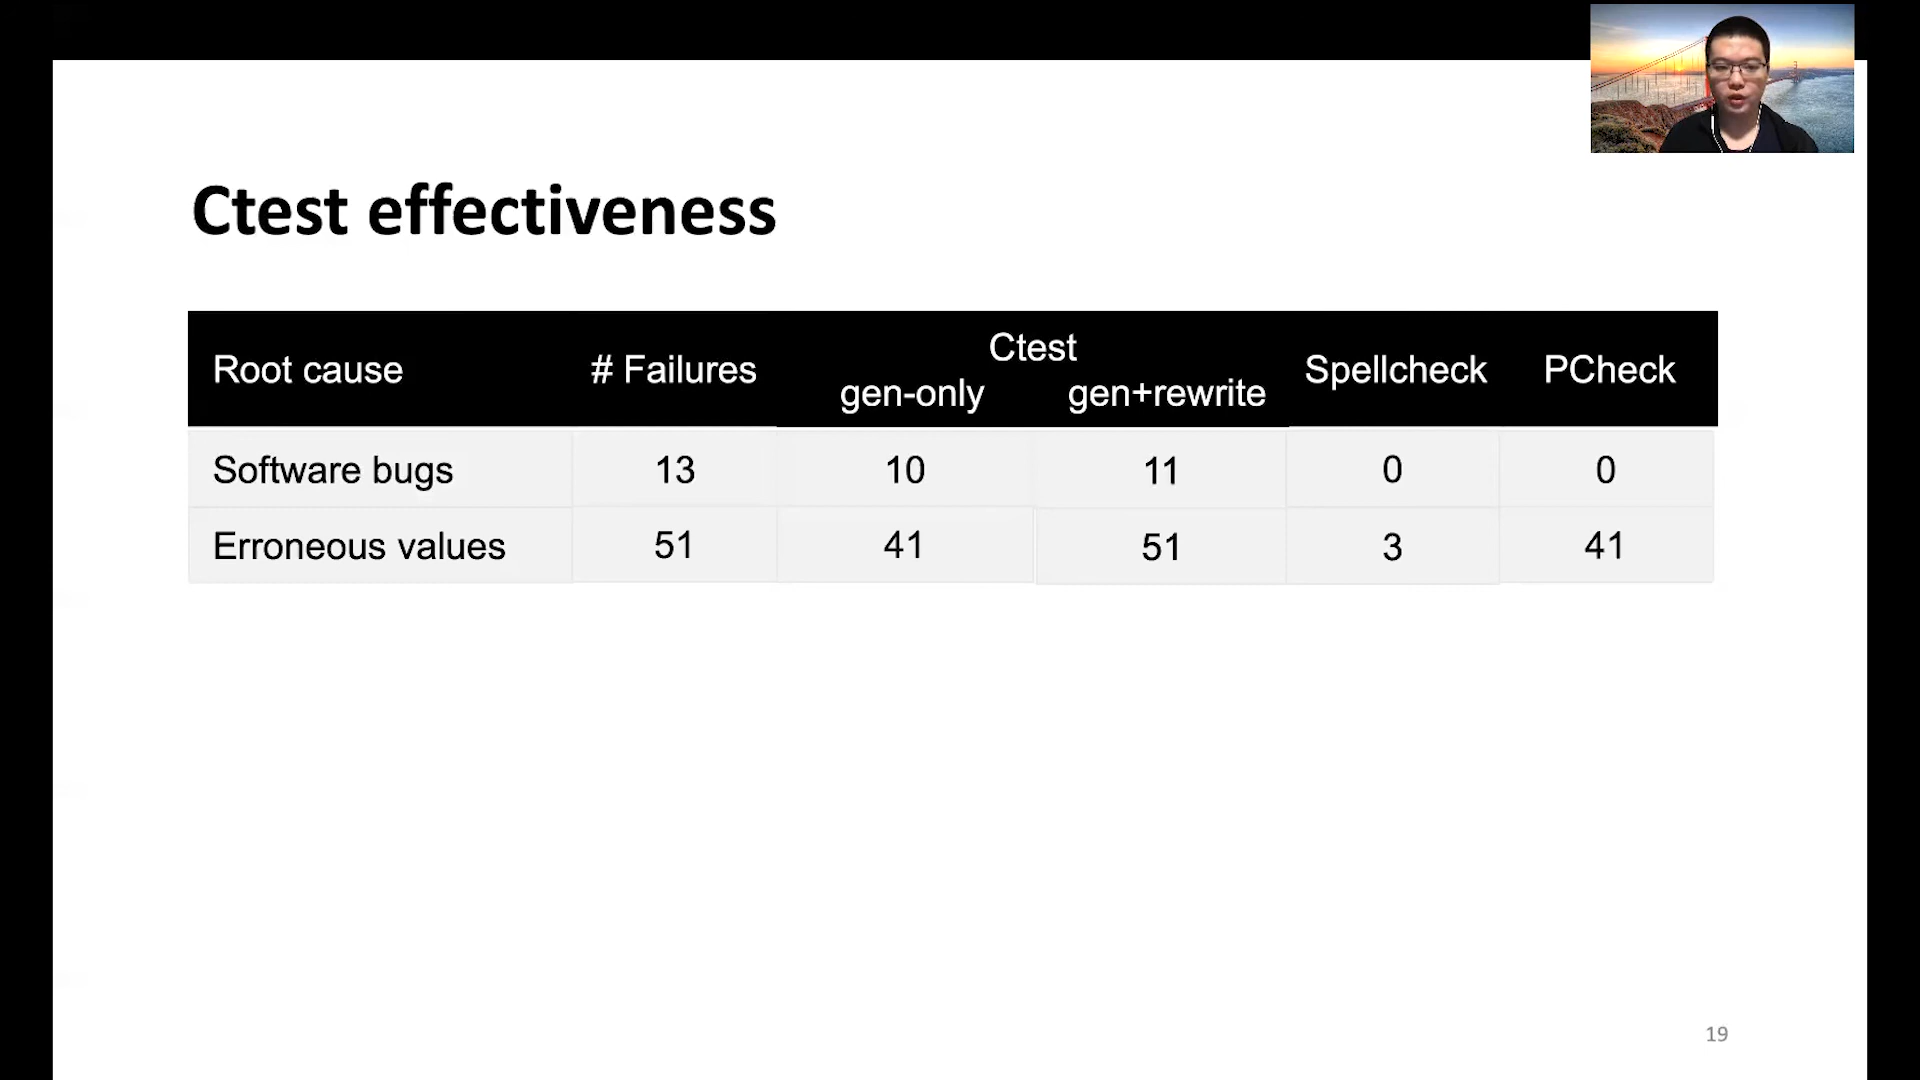 Ctest effectiveness
Root cause # Failures Ctest gen-only gen+rewrite Spellcheck PCheck
Software bugs 13 10 11 0 0
Erroneous values 51 41 51 3 41
19